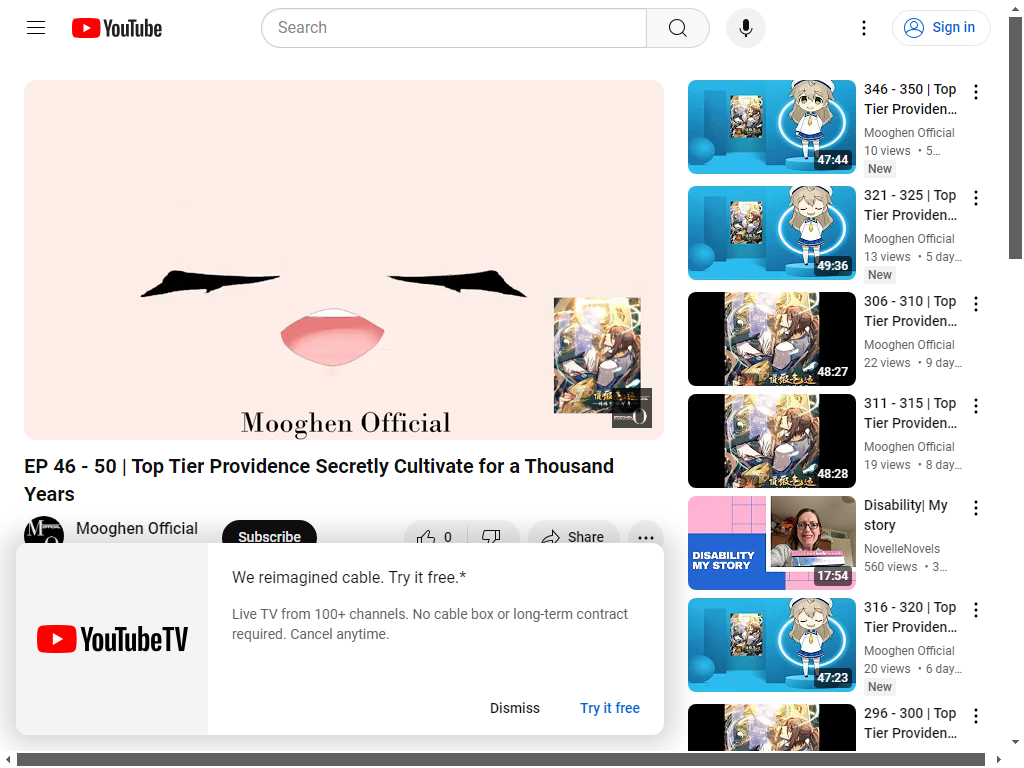 YouTube
Search
Sign in
Mooghen Official
EP 46 - 50 | Top Tier Providence Secretly Cultivate for a Thousand
Years
Mooghen Official
Subscribe
0
Share
YouTubeTV
We reimagined cable. Try it free.*
Live TV from 100+ channels. No cable box or long-term contract
required. Cancel anytime.
Dismiss
Try it free
47:44
346 - 350 | Top
Tier Providen…
Mooghen Official
10 views • 5…
New
49:36
321 - 325 | Top
Tier Providen…
Mooghen Official
13 views • 5 day…
New
48:27
306 - 310 | Top
Tier Providen…
Mooghen Official
22 views • 9 day…
48:28
311 - 315 | Top
Tier Providen…
Mooghen Official
19 views • 8 day…
DISABILITY
MY STORY
17:54
Disability| My
story
NovelleNovels
560 views • 3…
47:23
316 - 320 | Top
Tier Providen…
Mooghen Official
20 views • 6 day…
New
296 - 300 | Top
Tier Providen…